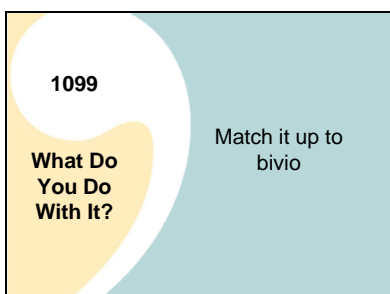 1099
What Do
You Do
With It?
Match it up to
bivio